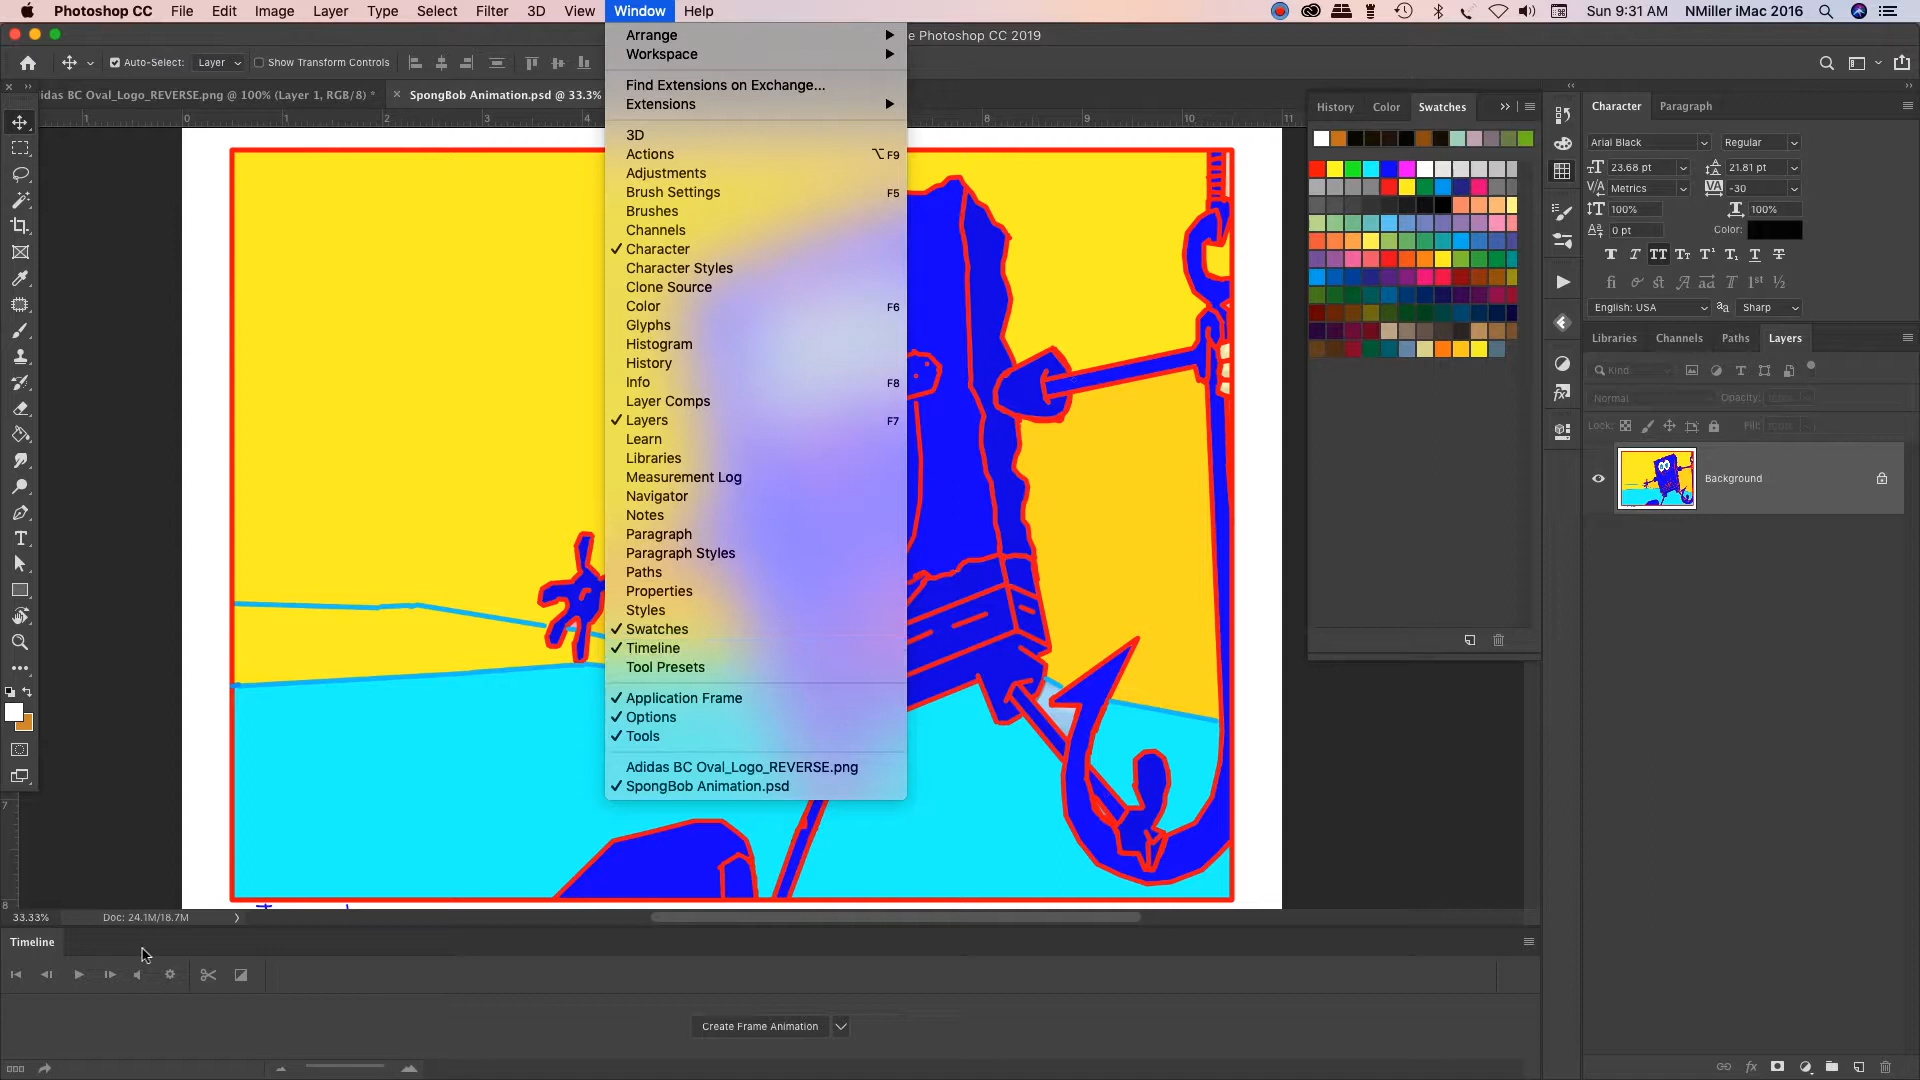 Photoshop CC File Edit Image Layer Type Select Filter 3D View Window Help Sun 9:31 AM NMiller iMac 2016
e Photoshop CC 2019
Auto-Select: Layer Show Transform Controls
idas BC Oval_Logo_REVERSE.png @ 100% (Layer 1, RGB/8) * SpongBob Animation.psd @ 33.3%
Arrange
Workspace
Find Extensions on Exchange...
Extensions
3D
Actions ⌥ F9
Adjustments
Brush Settings F5
Brushes
Channels
Character
Character Styles
Clone Source
Color F6
Glyphs
Histogram
History
Info F8
Layer Comps
Layers F7
Learn
Libraries
Measurement Log
Navigator
Notes
Paragraph
Paragraph Styles
Paths
Properties
Styles
Swatches
Timeline
Tool Presets
Application Frame
Options
Tools
Adidas BC Oval_Logo_REVERSE.png
SpongBob Animation.psd
History Color Swatches
Character Paragraph
Arial Black Regular
23.68 pt 21.81 pt
Metrics -30
100% 100%
0 pt Color:
English: USA Sharp
Libraries Channels Paths Layers
Kind
Normal Opacity:
Lock: Fill:
Background
33.33% Doc: 24.1M/18.7M
Timeline
Create Frame Animation